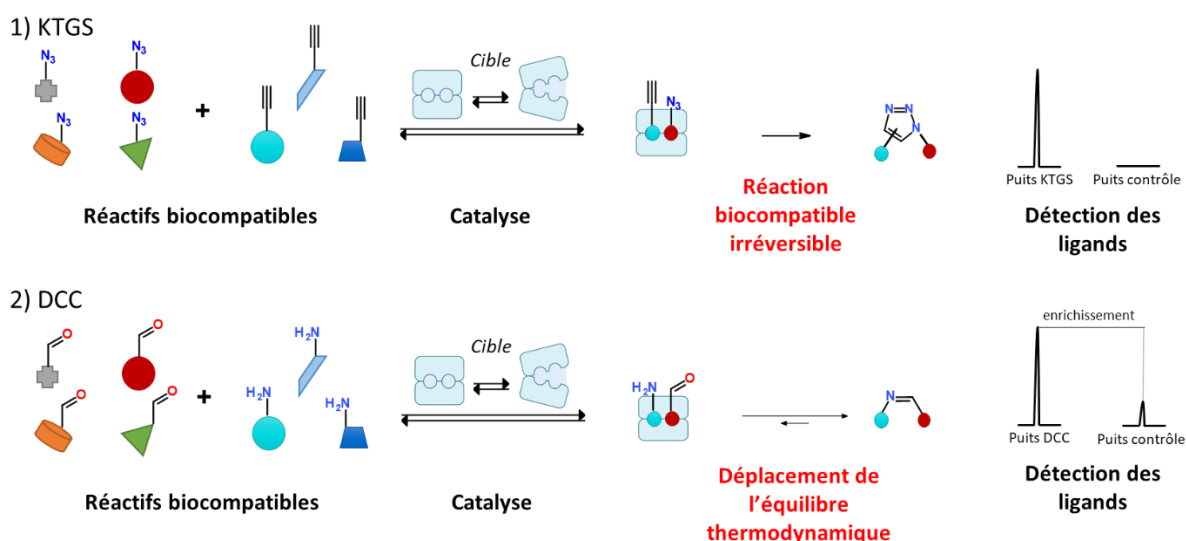 1) KTGS
N₃
N₃
N₃
N₃
+
Cible
N₃
N
N
N
Puits KTGS
Puits contrôle
Réactifs biocompatibles
Catalyse
Réaction
biocompatible
irréversible
Détection des
ligands
2) DCC
O
O
O
O
+
H₂N
H₂N
H₂N
Cible
H₂N
O
N
enrichissement
Puits DCC
Puits contrôle
Réactifs biocompatibles
Catalyse
Déplacement de
l’équilibre
thermodynamique
Détection des
ligands